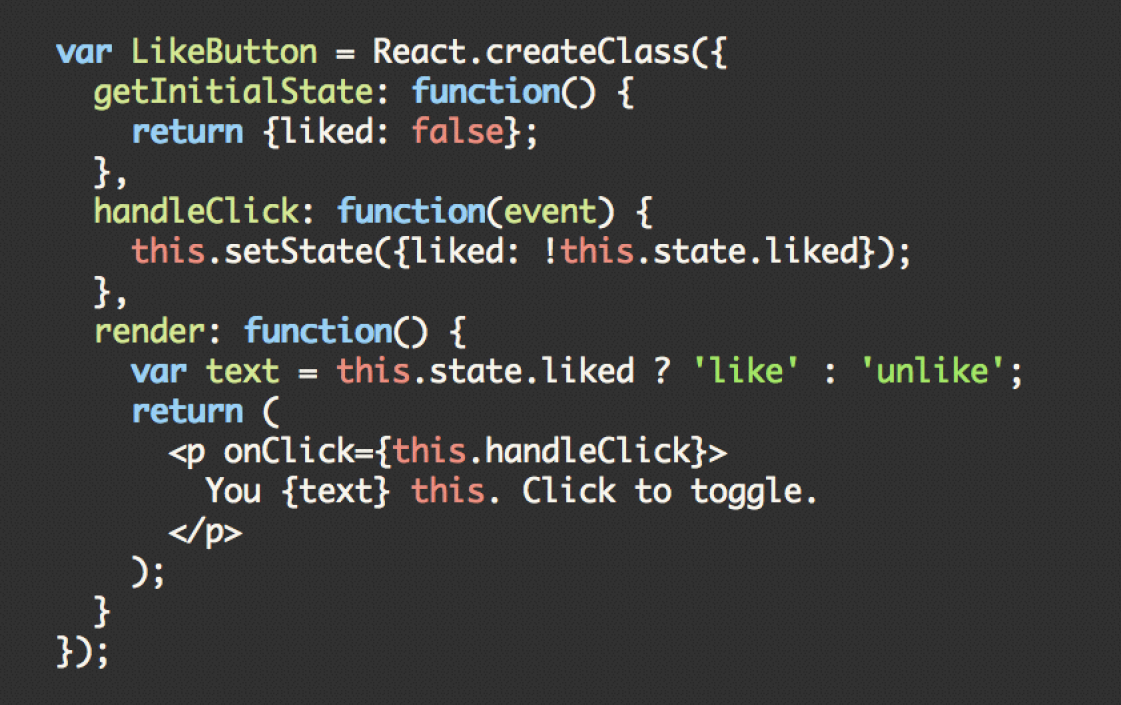 var LikeButton = React.createClass({
  getInitialState: function() {
    return {liked: false};
  },
  handleClick: function(event) {
    this.setState({liked: !this.state.liked});
  },
  render: function() {
    var text = this.state.liked ? 'like' : 'unlike';
    return (
      <p onClick={this.handleClick}>
        You {text} this. Click to toggle.
      </p>
    );
  }
});